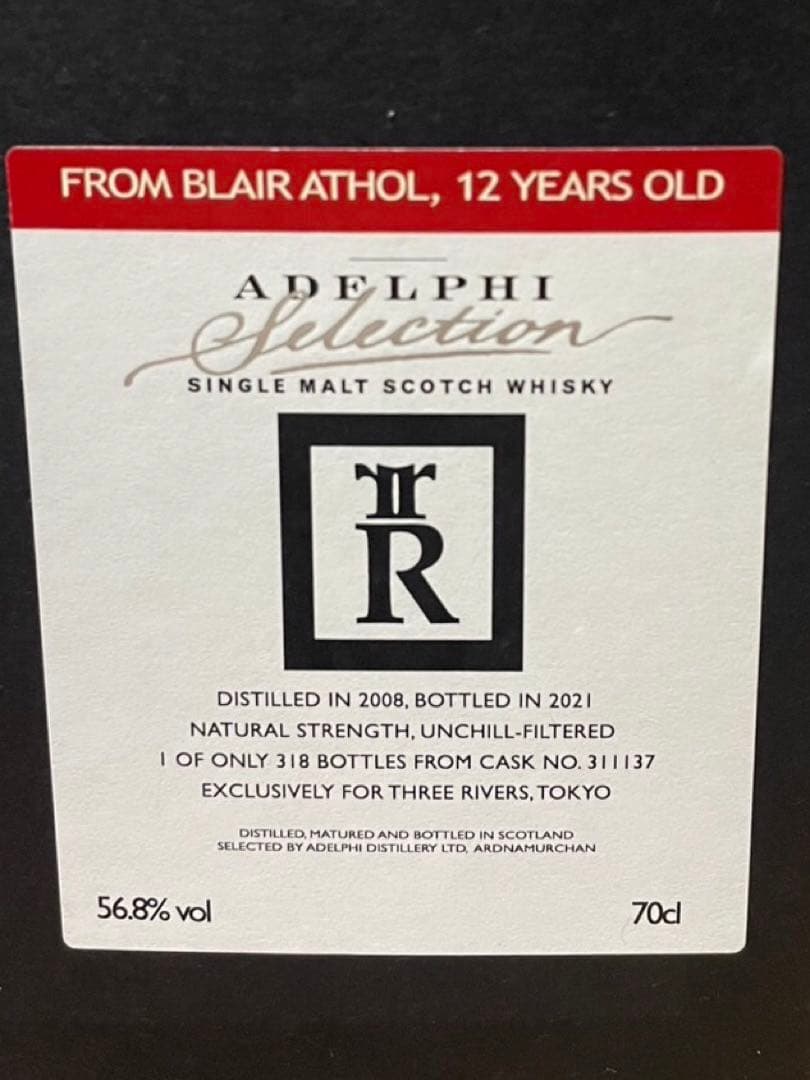 FROM BLAIR ATHOL, 12 YEARS OLD
ADELPHI
Selection
SINGLE MALT SCOTCH WHISKY
R
DISTILLED IN 2008, BOTTLED IN 2021
NATURAL STRENGTH, UNCHILL-FILTERED
1 OF ONLY 318 BOTTLES FROM CASK NO. 311137
EXCLUSIVELY FOR THREE RIVERS, TOKYO
DISTILLED, MATURED AND BOTTLED IN SCOTLAND
SELECTED BY ADELPHI DISTILLERY LTD, ARDNAMURCHAN
56.8% vol 70cl